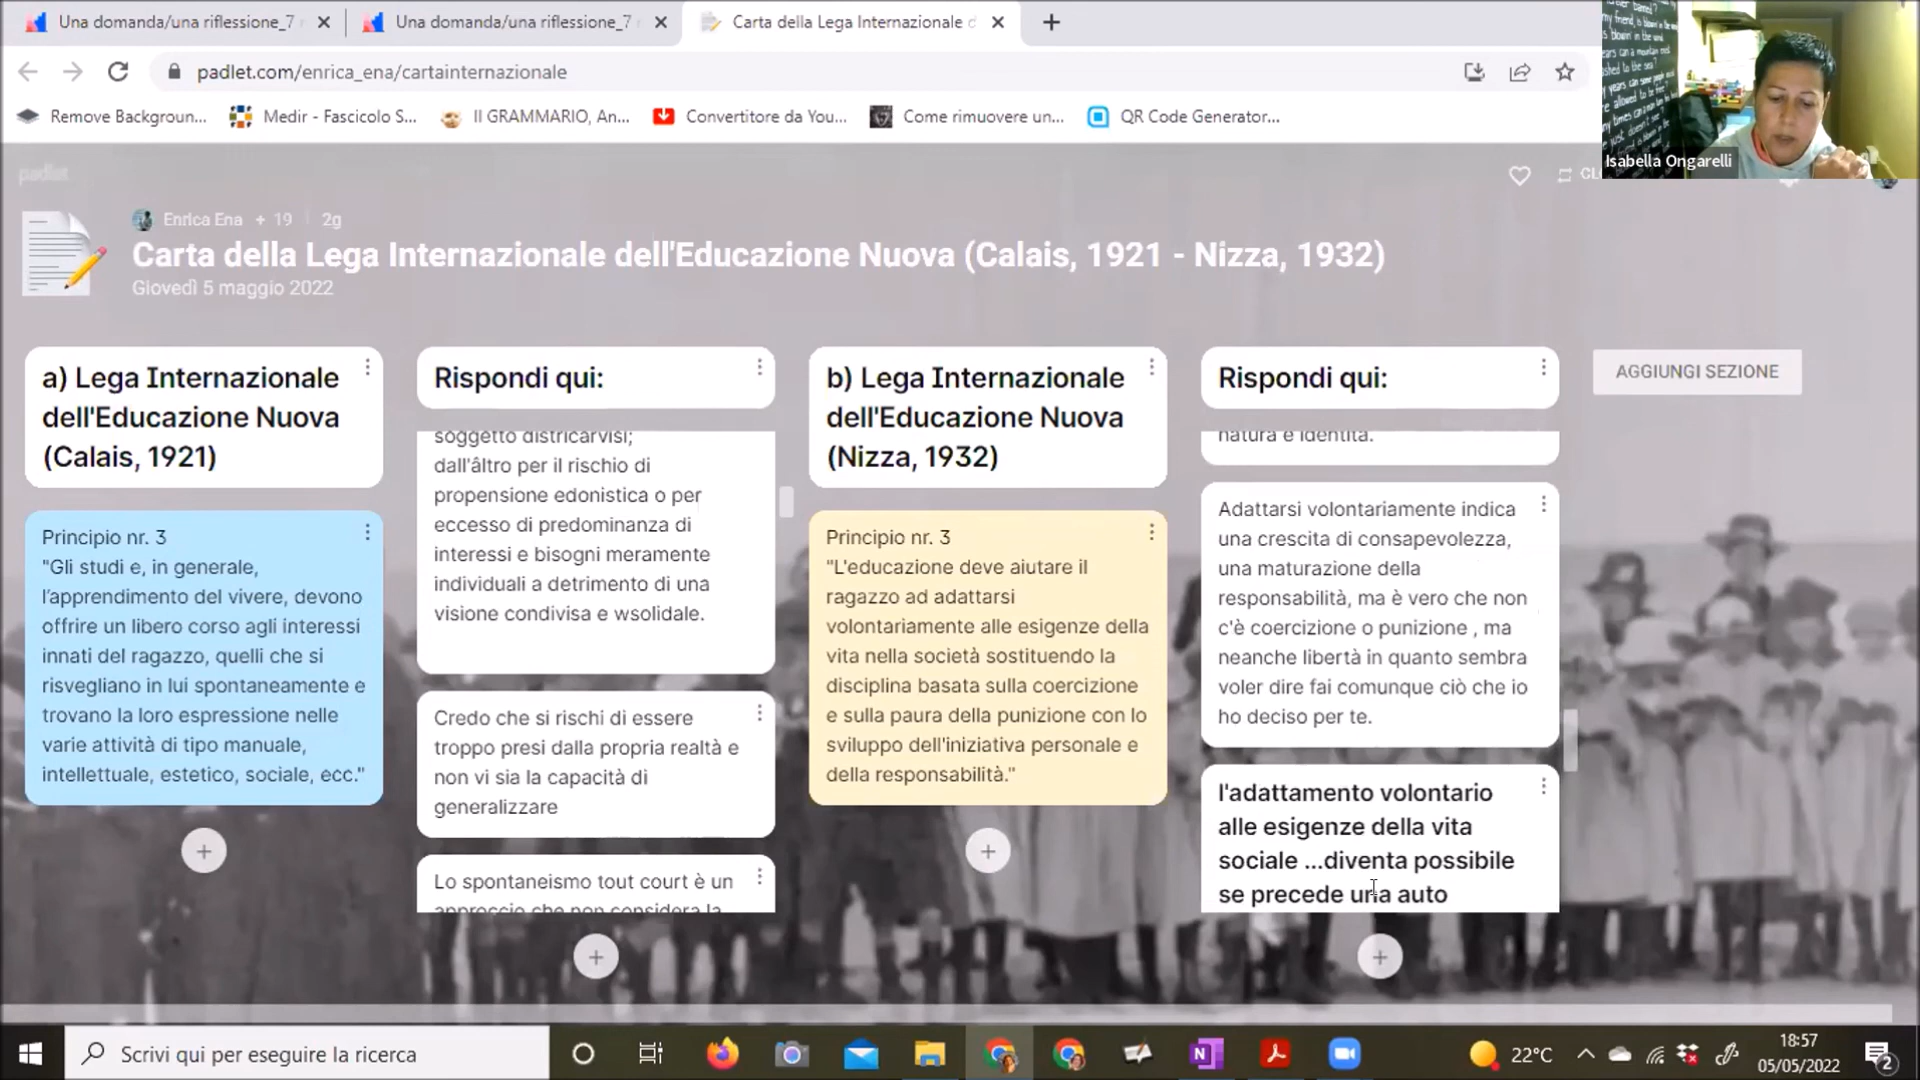 Una domanda/una riflessione_7
Una domanda/una riflessione_7
Carta della Lega Internazionale d
padlet.com/enrica_ena/cartainternazionale
Remove Backgroun...
Medir - Fascicolo S...
Il GRAMMARIO, An...
Convertitore da You...
Come rimuovere un...
QR Code Generator...
Isabella Ongarelli
padlet
Enrica Ena + 19 2g
Carta della Lega Internazionale dell'Educazione Nuova (Calais, 1921 - Nizza, 1932)
Giovedì 5 maggio 2022
a) Lega Internazionale
dell'Educazione Nuova
(Calais, 1921)
Principio nr. 3
"Gli studi e, in generale,
l'apprendimento del vivere, devono
offrire un libero corso agli interessi
innati del ragazzo, quelli che si
risvegliano in lui spontaneamente e
trovano la loro espressione nelle
varie attività di tipo manuale,
intellettuale, estetico, sociale, ecc."
Rispondi qui:
soggetto districarvisi;
dall'âltro per il rischio di
propensione edonistica o per
eccesso di predominanza di
interessi e bisogni meramente
individuali a detrimento di una
visione condivisa e wsolidale.
Credo che si rischi di essere
troppo presi dalla propria realtà e
non vi sia la capacità di
generalizzare
Lo spontaneismo tout court è un
approccio che non considera la
b) Lega Internazionale
dell'Educazione Nuova
(Nizza, 1932)
Principio nr. 3
"L'educazione deve aiutare il
ragazzo ad adattarsi
volontariamente alle esigenze della
vita nella società sostituendo la
disciplina basata sulla coercizione
e sulla paura della punizione con lo
sviluppo dell'iniziativa personale e
della responsabilità."
Rispondi qui:
natura e identità.
Adattarsi volontariamente indica
una crescita di consapevolezza,
una maturazione della
responsabilità, ma è vero che non
c'è coercizione o punizione , ma
neanche libertà in quanto sembra
voler dire fai comunque ciò che io
ho deciso per te.
l'adattamento volontario
alle esigenze della vita
sociale ...diventa possibile
se precede una auto
AGGIUNGI SEZIONE
Scrivi qui per eseguire la ricerca
22°C
18:57
05/05/2022
2